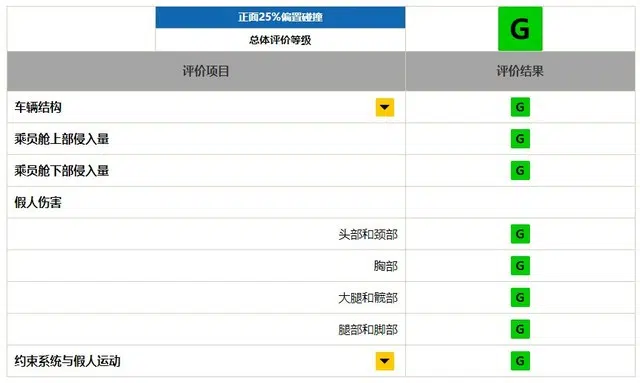 正面25%偏置碰撞
总体评价等级
G
评价项目 评价结果
车辆结构 G
乘员舱上部侵入量 G
乘员舱下部侵入量 G
假人伤害
头部和颈部 G
胸部 G
大腿和髋部 G
腿部和脚部 G
约束系统与假人运动 G